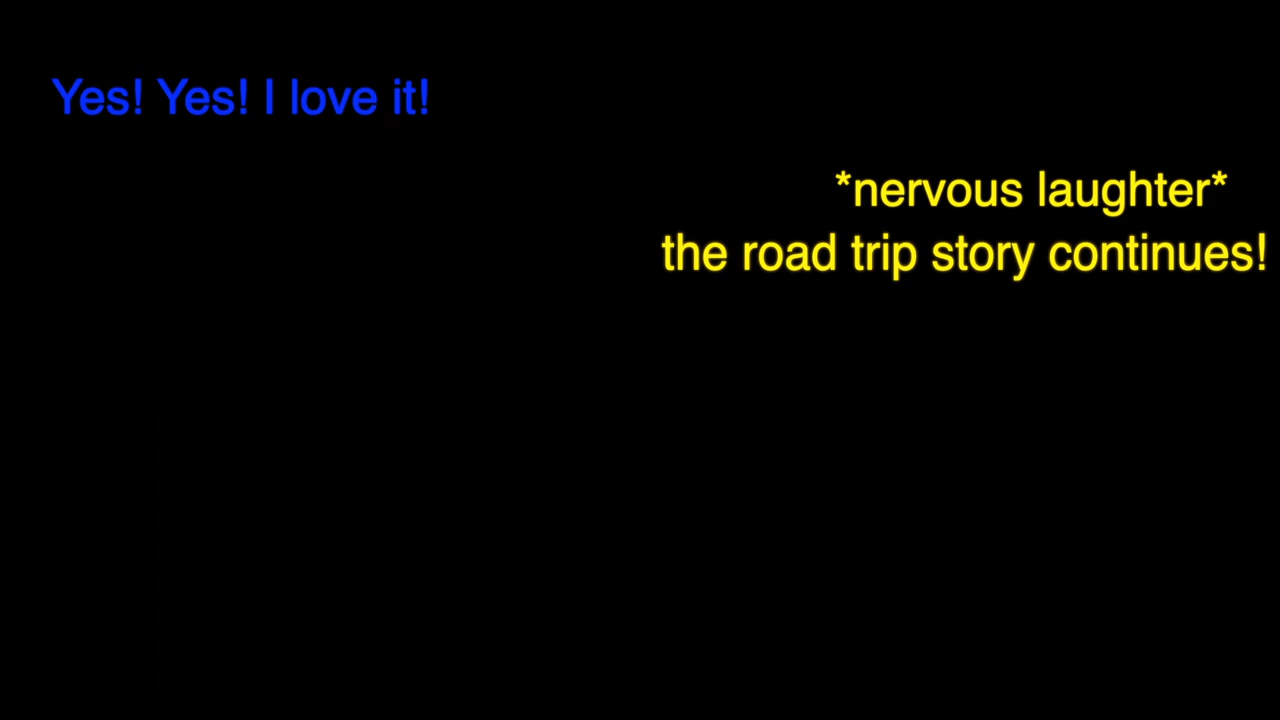 Yes! Yes! I love it!
*nervous laughter*
the road trip story continues!